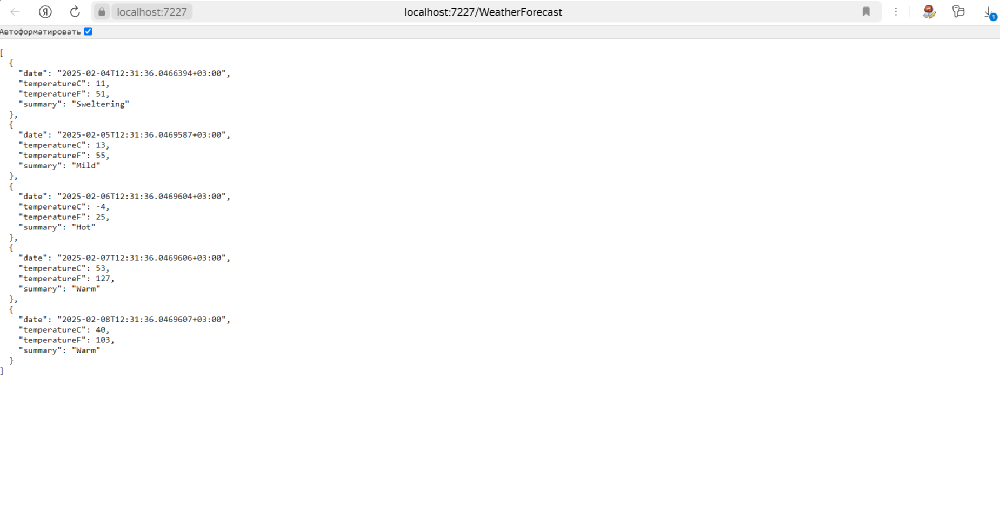 Я localhost:7227 localhost:7227/WeatherForecast 1
Автоформатировать
[
  {
    "date": "2025-02-04T12:31:36.0466394+03:00",
    "temperatureC": 11,
    "temperatureF": 51,
    "summary": "Sweltering"
  },
  {
    "date": "2025-02-05T12:31:36.0469587+03:00",
    "temperatureC": 13,
    "temperatureF": 55,
    "summary": "Mild"
  },
  {
    "date": "2025-02-06T12:31:36.0469604+03:00",
    "temperatureC": -4,
    "temperatureF": 25,
    "summary": "Hot"
  },
  {
    "date": "2025-02-07T12:31:36.0469606+03:00",
    "temperatureC": 53,
    "temperatureF": 127,
    "summary": "Warm"
  },
  {
    "date": "2025-02-08T12:31:36.0469607+03:00",
    "temperatureC": 40,
    "temperatureF": 103,
    "summary": "Warm"
  }
]